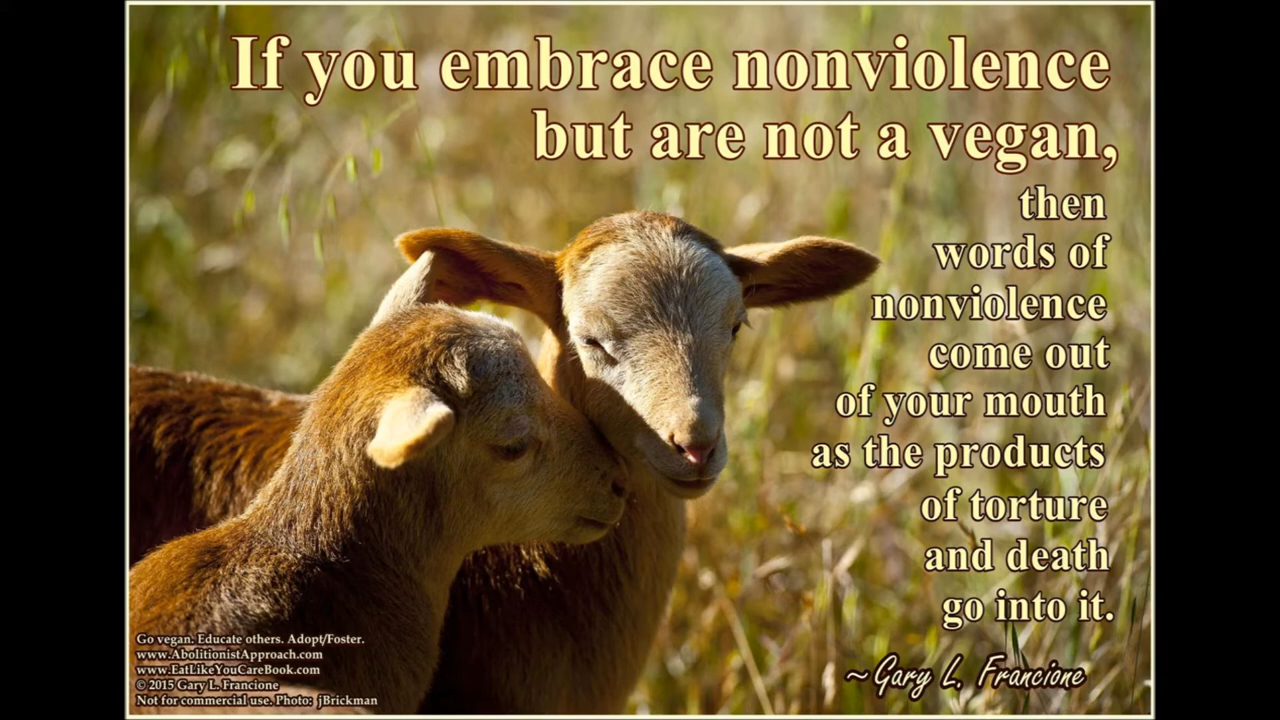 If you embrace nonviolence
but are not a vegan,
then
words of
nonviolence
come out
of your mouth
as the products
of torture
and death
go into it.
~Gary L. Francione
Go vegan. Educate others. Adopt/Foster.
www.AbolitionistApproach.com
www.EatLikeYouCareBook.com
© 2015 Gary L. Francione
Not for commercial use. Photo: jBrickman